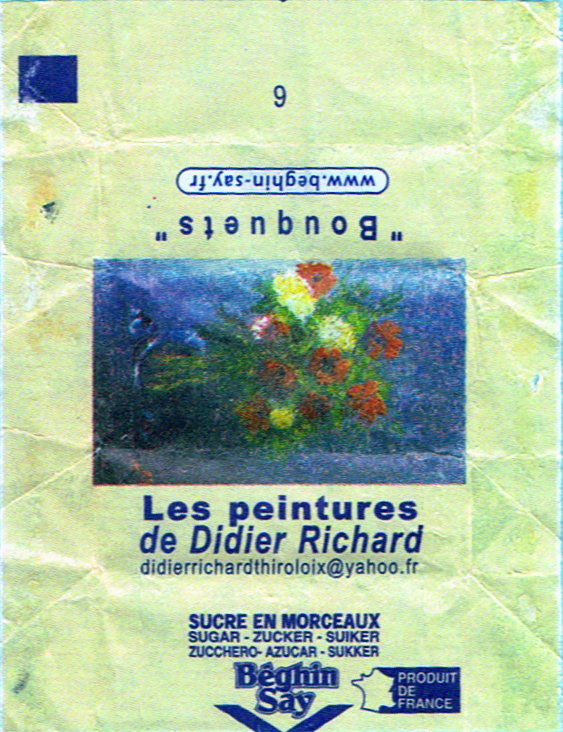 6
www.beghin-say.fr
"Bouquets"
Les peintures
de Didier Richard
didierrichardthiroloix@yahoo.fr
SUCRE EN MORCEAUX
SUGAR - ZUCKER - SUIKER
ZUCCHERO- AZUCAR - SUKKER
Béghin
Say
PRODUIT
DE
FRANCE